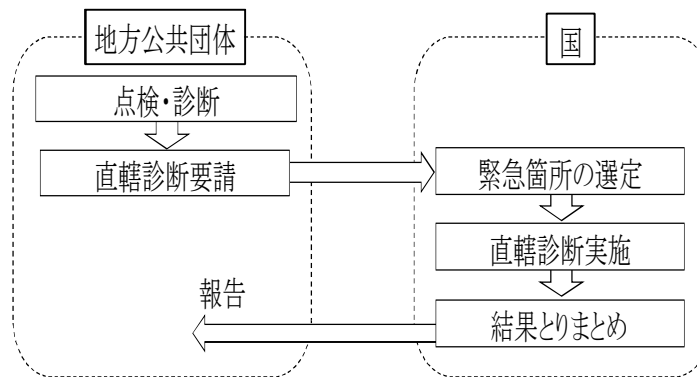 地方公共団体
国
点検・診断
直轄診断要請
緊急箇所の選定
直轄診断実施
報告
結果とりまとめ